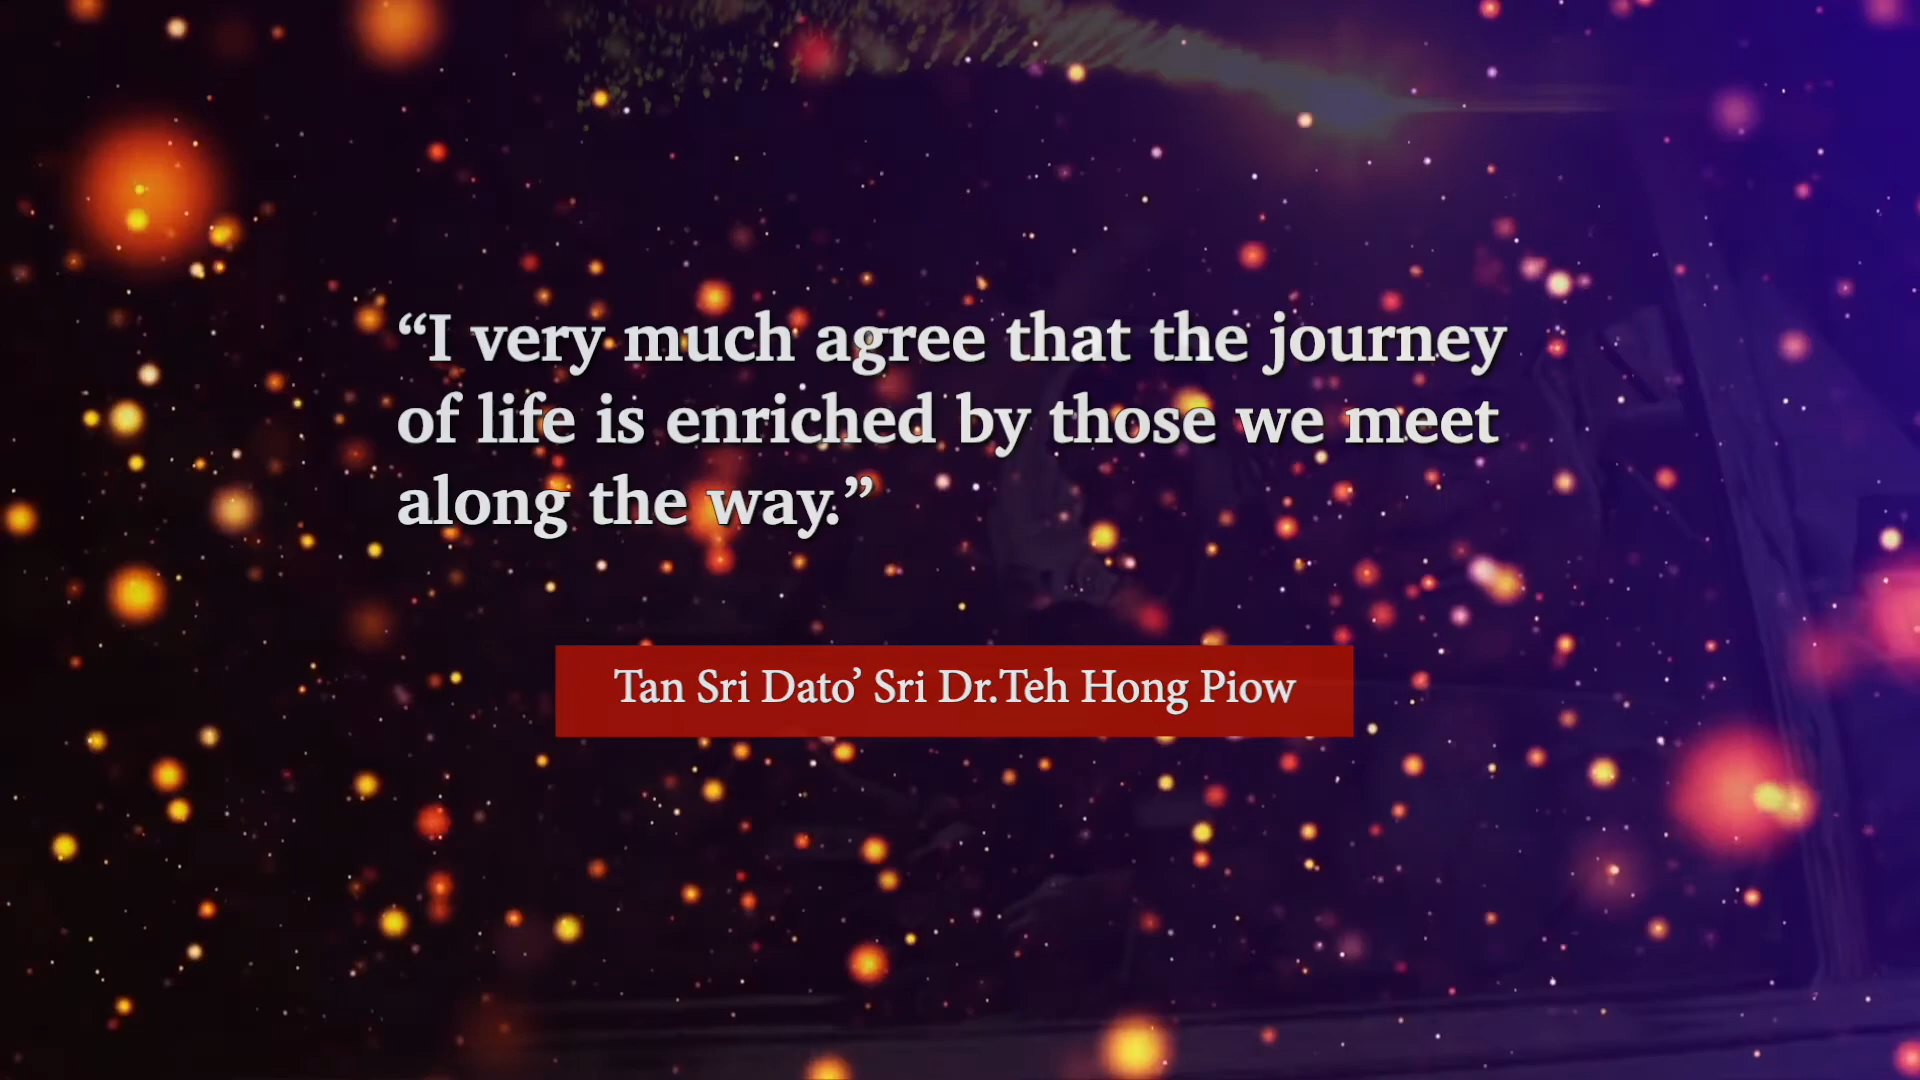 “I very much agree that the journey
of life is enriched by those we meet
along the way.”
Tan Sri Dato’ Sri Dr.Teh Hong Piow